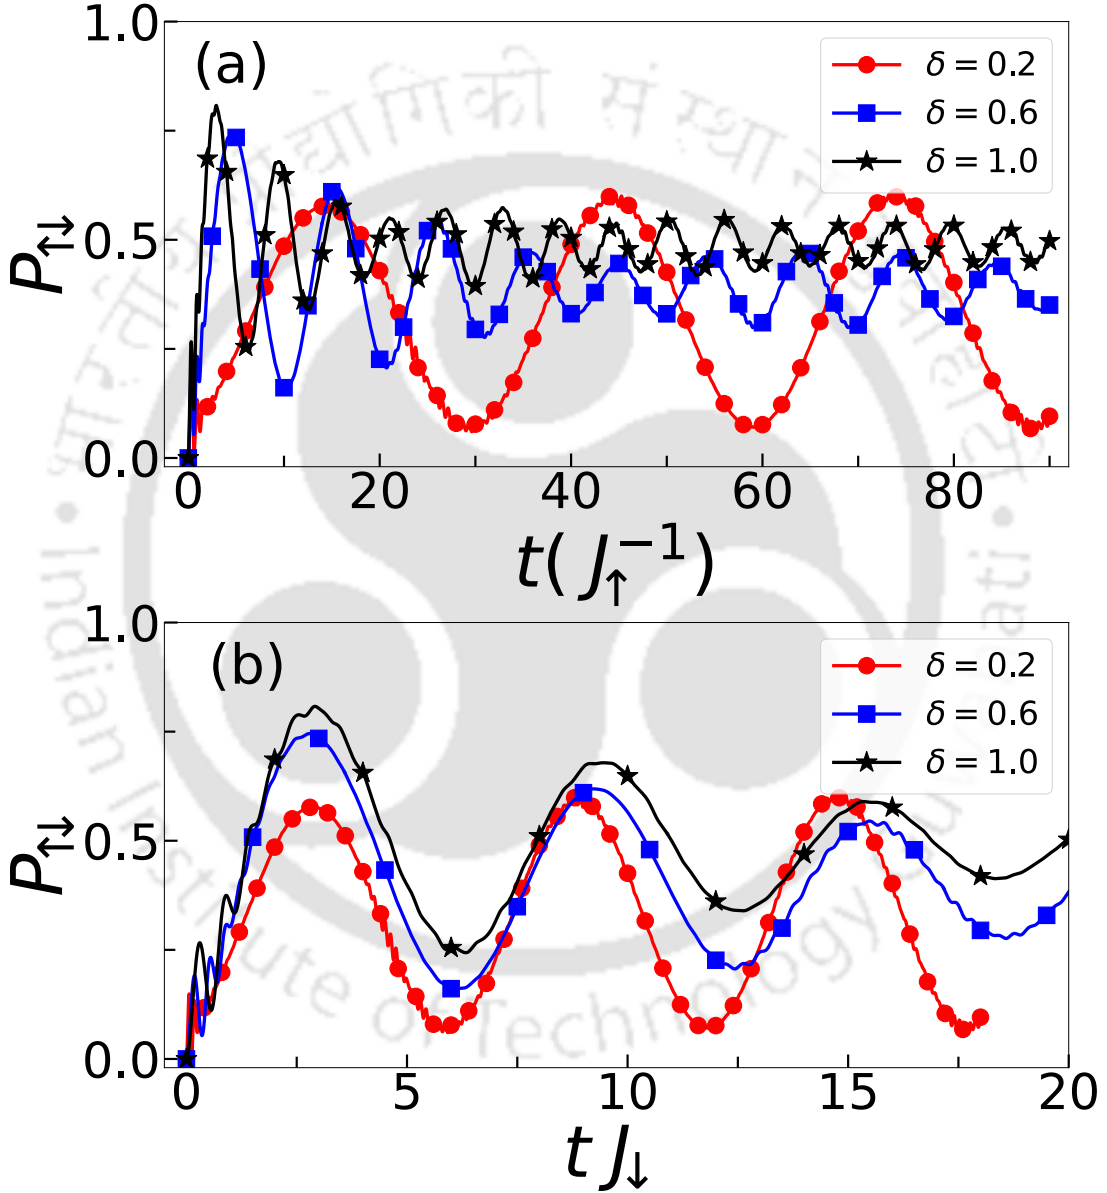 1.0
(a)
δ = 0.2
δ = 0.6
δ = 1.0
P↑↓
0.5
0.0
0 20 40 60 80
t(J↑⁻¹)
1.0
(b)
δ = 0.2
δ = 0.6
δ = 1.0
P⇑↓
0.5
0.0
0 5 10 15 20
t J↓
Indian Institute of Technology